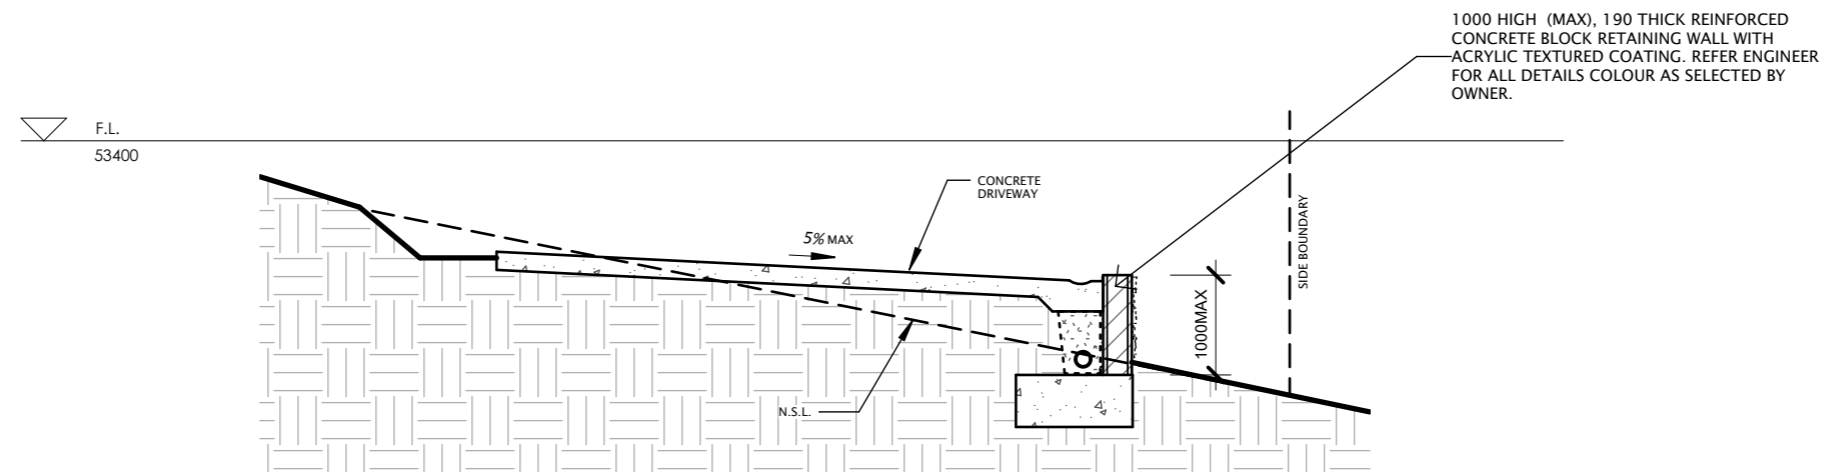 1000 HIGH (MAX), 190 THICK REINFORCED
CONCRETE BLOCK RETAINING WALL WITH
ACRYLIC TEXTURED COATING. REFER ENGINEER
FOR ALL DETAILS COLOUR AS SELECTED BY
OWNER.
F.L.
53400
CONCRETE
DRIVEWAY
5% MAX
SIDE BOUNDARY
1000MAX
N.S.L.